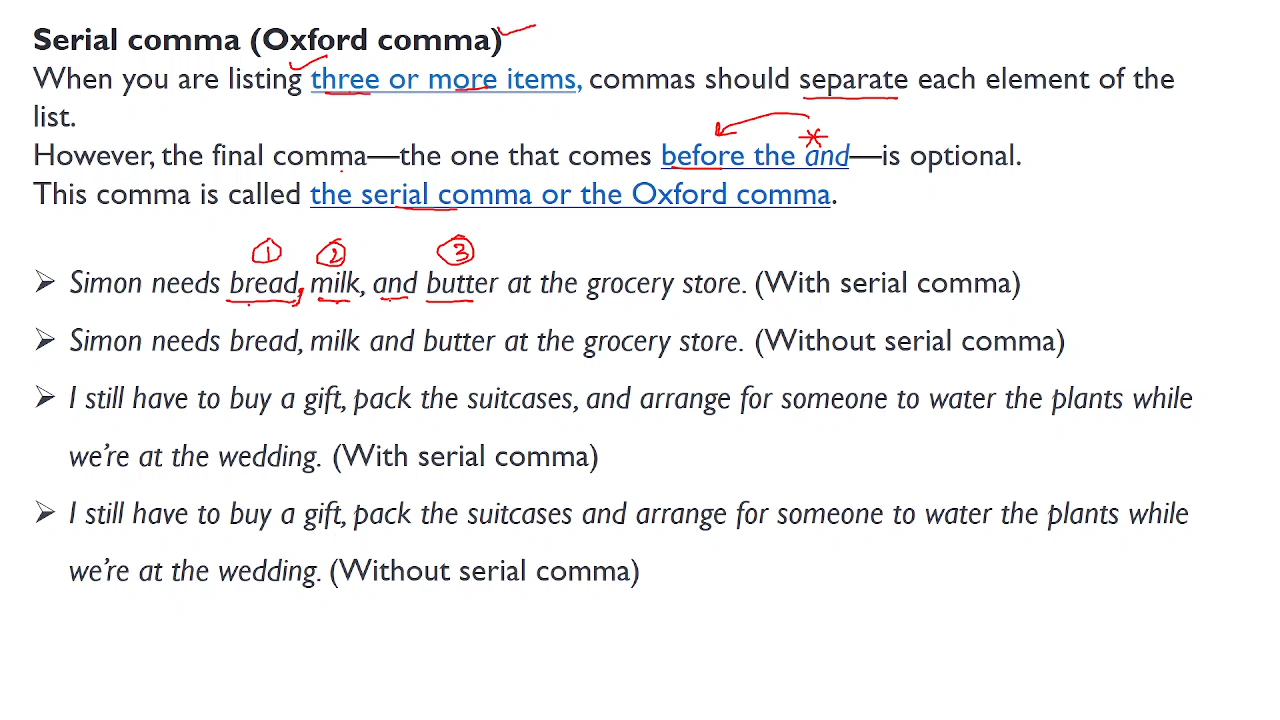 Serial comma (Oxford comma)
When you are listing three or more items, commas should separate each element of the
list.
However, the final comma—the one that comes before the and—is optional.
This comma is called the serial comma or the Oxford comma.
1 2 3
➢ Simon needs bread, milk, and butter at the grocery store. (With serial comma)
➢ Simon needs bread, milk and butter at the grocery store. (Without serial comma)
➢ I still have to buy a gift, pack the suitcases, and arrange for someone to water the plants while
we’re at the wedding. (With serial comma)
➢ I still have to buy a gift, pack the suitcases and arrange for someone to water the plants while
we’re at the wedding. (Without serial comma)